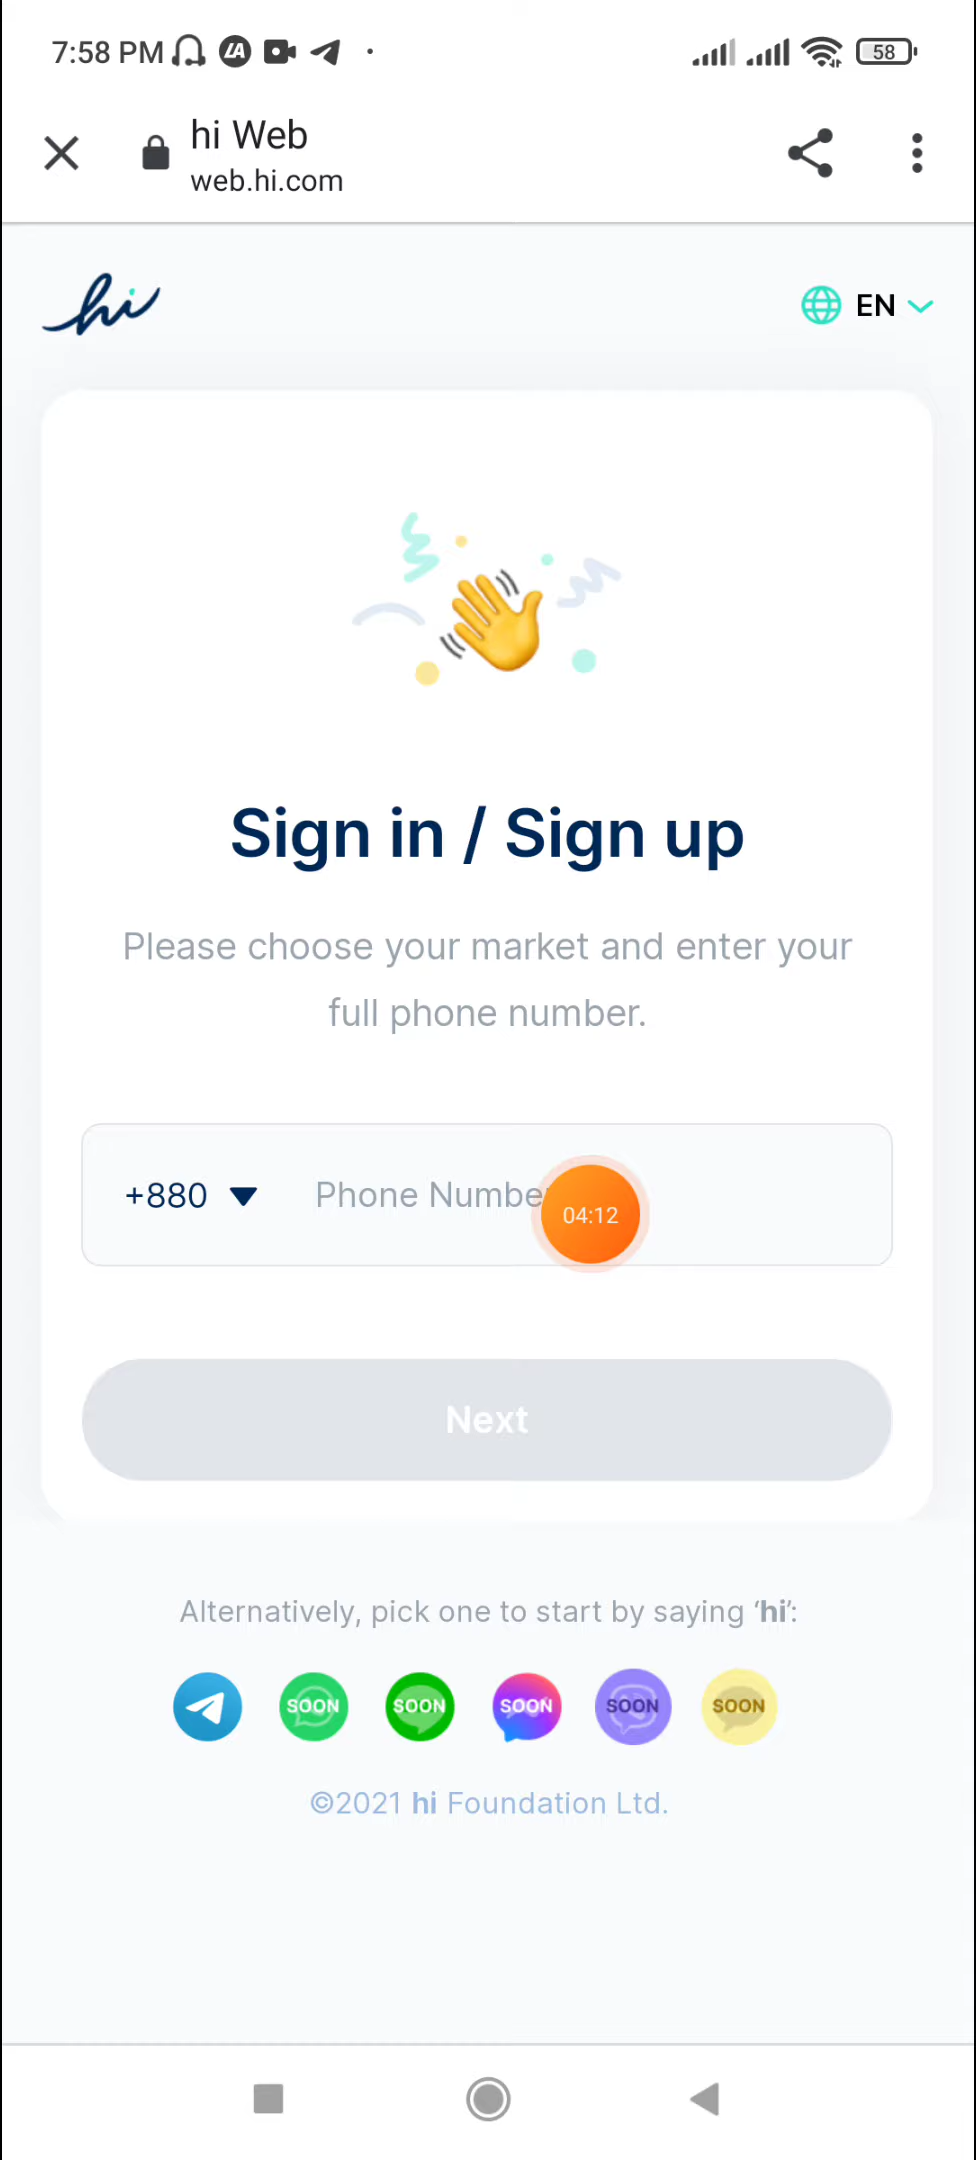 7:58 PM
58
hi Web
web.hi.com
hi
EN
Sign in / Sign up
Please choose your market and enter your
full phone number.
+880 Phone Number
04:12
Next
Alternatively, pick one to start by saying ‘hi’:
SOON SOON SOON SOON SOON
©2021 hi Foundation Ltd.